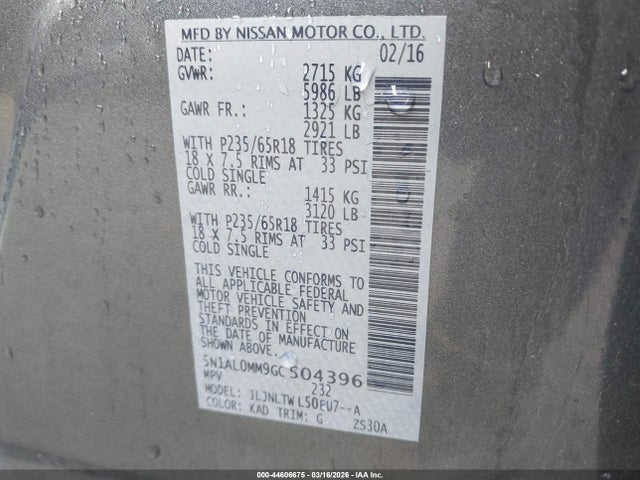 MFD BY NISSAN MOTOR CO., LTD.
DATE: 02/16
GVWR: 2715 KG
5986 LB
GAWR FR.: 1325 KG
2921 LB
WITH P235/65R18 TIRES
18 X 7.5 RIMS AT 33 PSI
COLD SINGLE
GAWR RR.: 1415 KG
3120 LB
WITH P235/65R18 TIRES
18 X 7.5 RIMS AT 33 PSI
COLD SINGLE
THIS VEHICLE CONFORMS TO
ALL APPLICABLE FEDERAL
MOTOR VEHICLE SAFETY AND
THEFT PREVENTION
STANDARDS IN EFFECT ON
THE DATE OF MANUFACTURE
SHOWN ABOVE.
5N1AL0MM9GC504396
MPV 232
MODEL: JLJNLTWL50EU7--A
COLOR: KAD TRIM: G ZS30A
000-44606675 | 03/16/2026 - IAAI